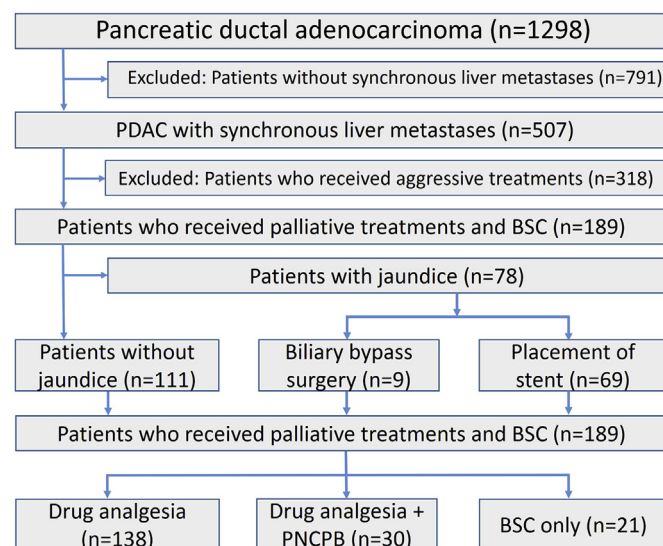 Pancreatic ductal adenocarcinoma (n=1298)
Excluded: Patients without synchronous liver metastases (n=791)
PDAC with synchronous liver metastases (n=507)
Excluded: Patients who received aggressive treatments (n=318)
Patients who received palliative treatments and BSC (n=189)
Patients with jaundice (n=78)
Patients without
jaundice (n=111)
Biliary bypass
surgery (n=9)
Placement of
stent (n=69)
Patients who received palliative treatments and BSC (n=189)
Drug analgesia
(n=138)
Drug analgesia +
PNCPB (n=30)
BSC only (n=21)